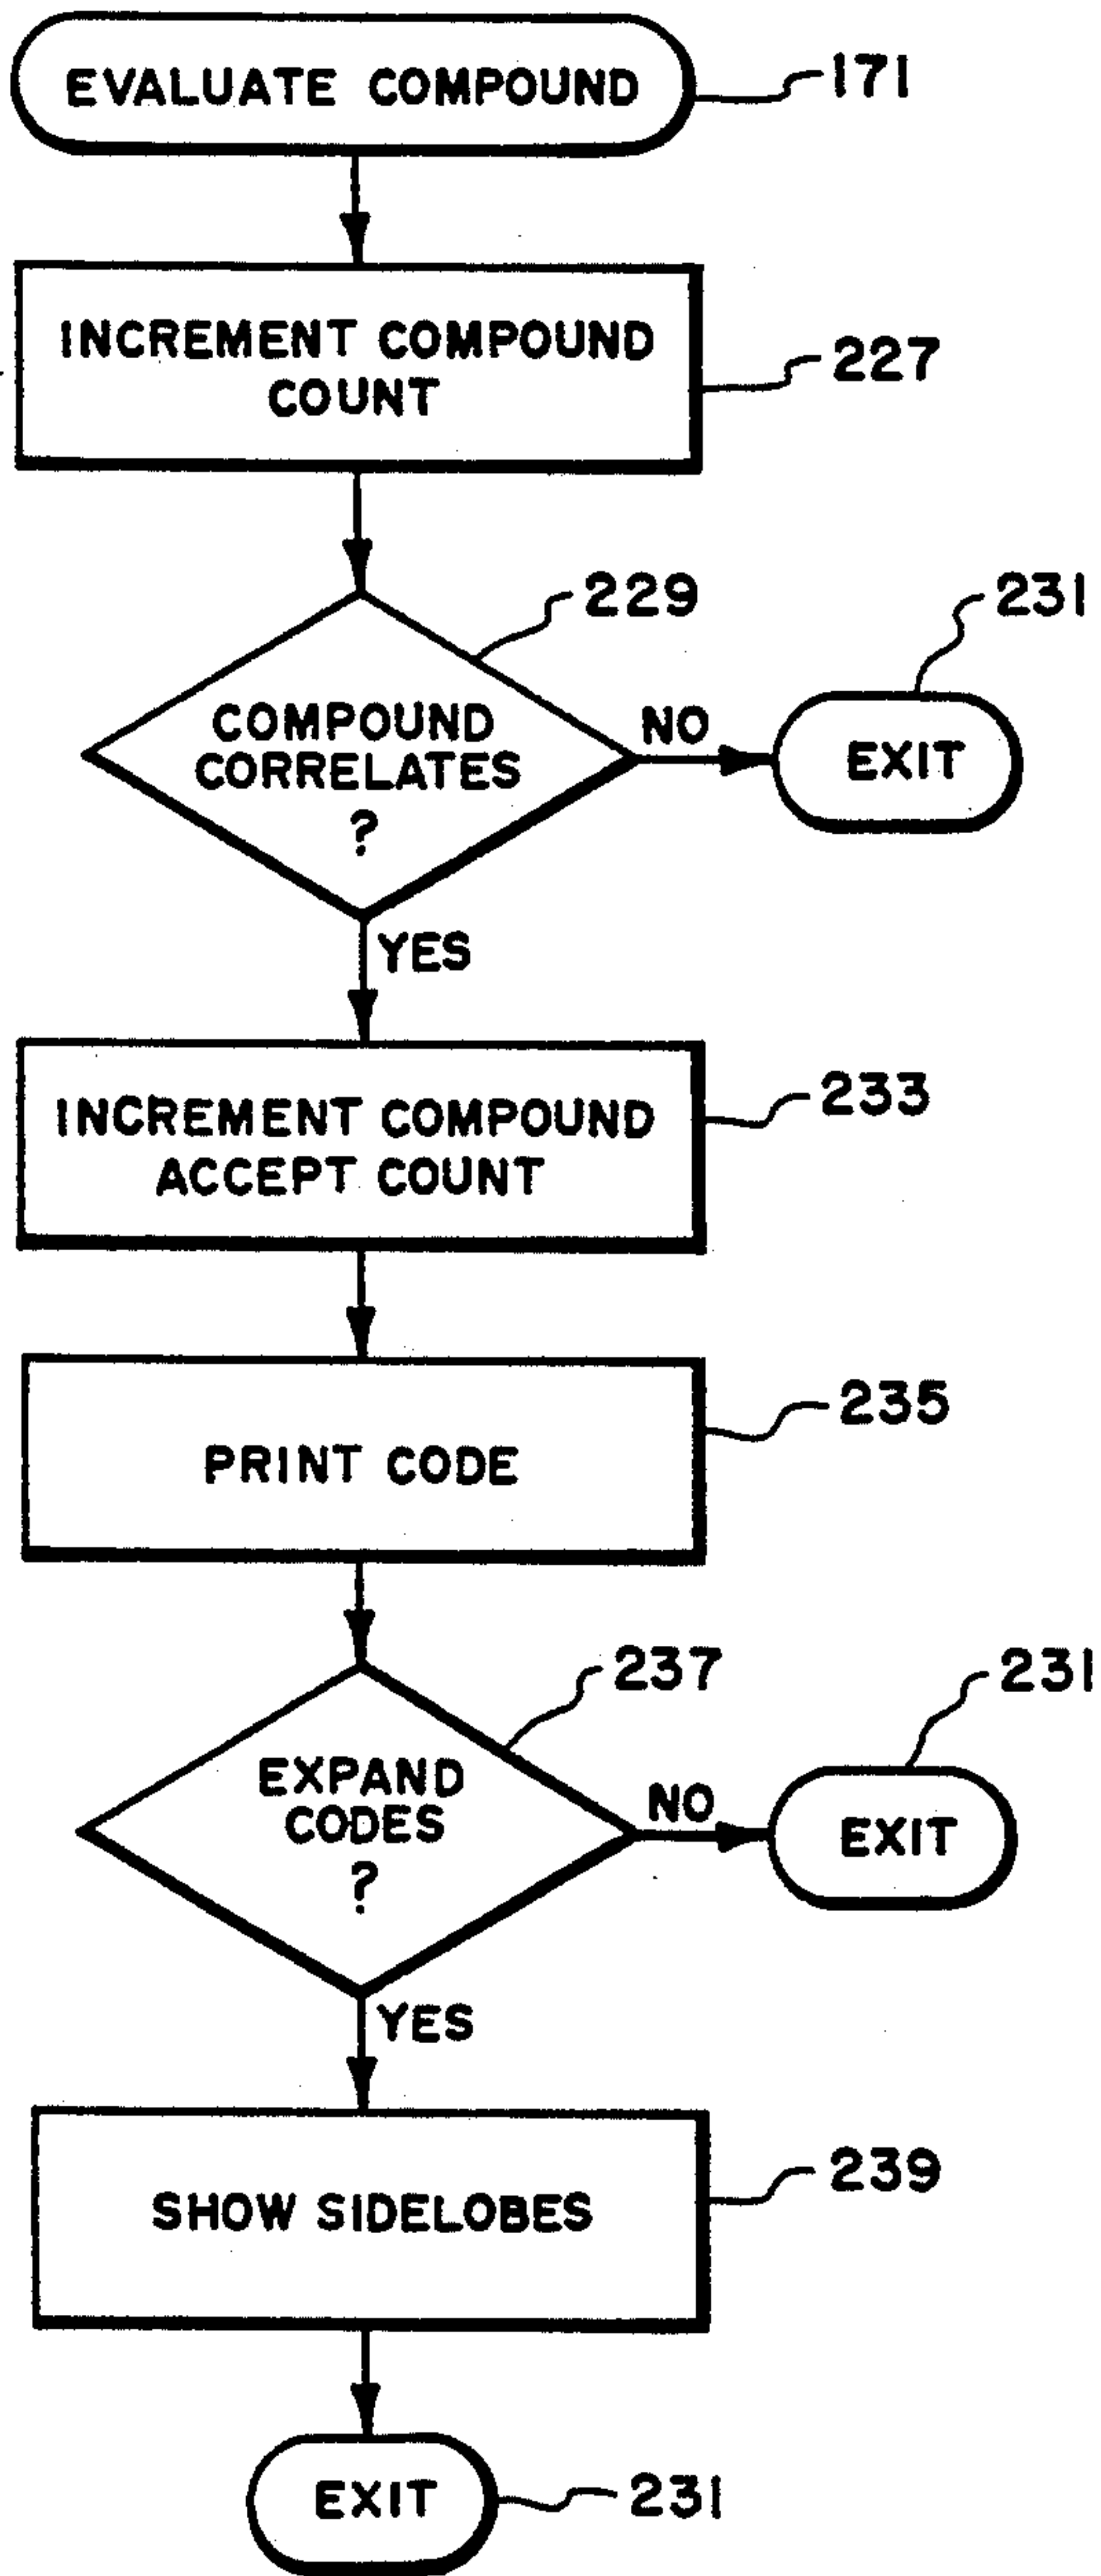 EVALUATE COMPOUND
171
INCREMENT COMPOUND
COUNT
227
229
231
COMPOUND
CORRELATES
?
NO
EXIT
YES
INCREMENT COMPOUND
ACCEPT COUNT
233
PRINT CODE
235
237
231
EXPAND
CODES
?
NO
EXIT
YES
SHOW SIDELOBES
239
EXIT
231